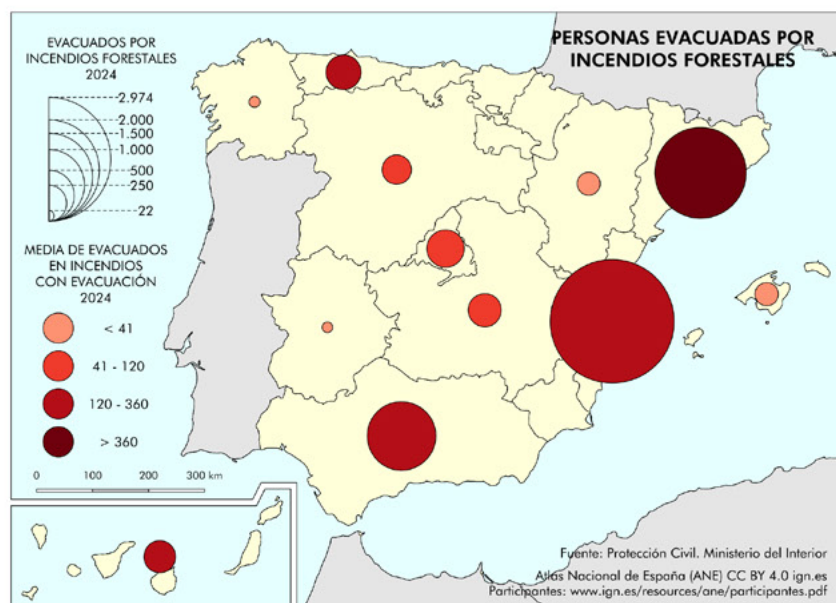 EVACUADOS POR
INCENDIOS FORESTALES
2024
2.974
2.000
1.500
1.000
500
250
22
MEDIA DE EVACUADOS
EN INCENDIOS
CON EVACUACIÓN
2024
< 41
41 - 120
120 - 360
> 360
0 100 200 300 km
PERSONAS EVACUADAS POR
INCENDIOS FORESTALES
Fuente: Protección Civil. Ministerio del Interior
Atlas Nacional de España (ANE) CC BY 4.0 ign.es
Participantes: www.ign.es/resources/ane/participantes.pdf